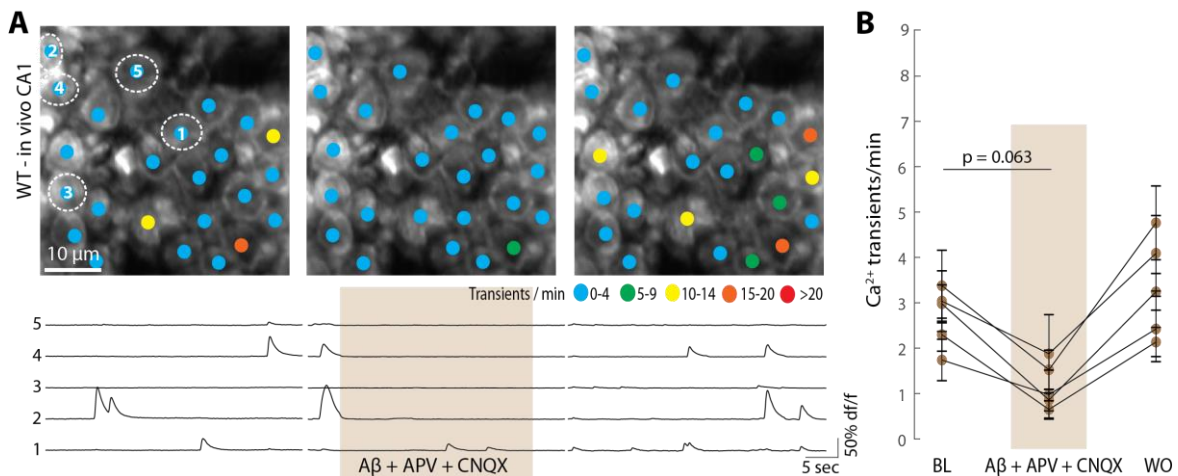 A
B
WT - in vivo CA1
2
5
4
1
3
10 µm
Transients / min 0-4 5-9 10-14 15-20 >20
5
4
3
2
1
Aβ + APV + CNQX
50% df/f
5 sec
Ca²⁺ transients/min
9
8
7
6
5
4
3
2
1
0
p = 0.063
BL Aβ + APV + CNQX WO